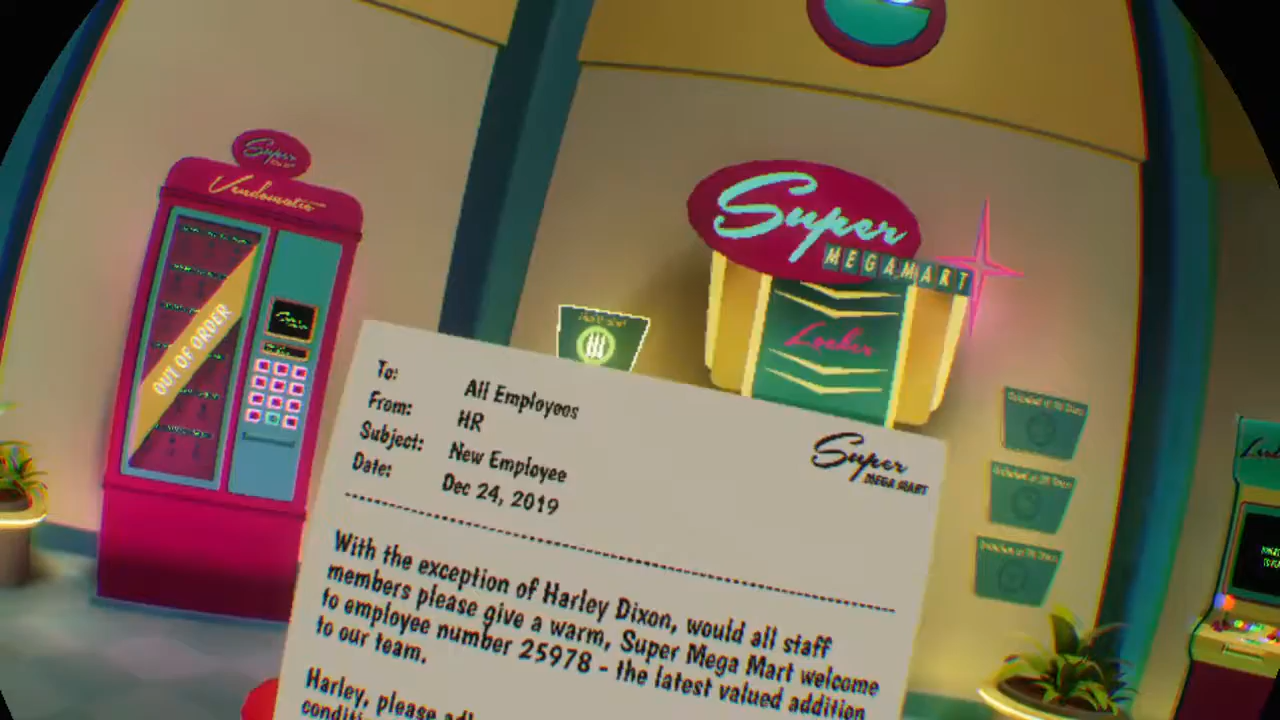 Super
Vendomatic
OUT OF ORDER
Super
MEGAMART
Locker
To: All Employees
From: HR
Subject: New Employee
Date: Dec 24, 2019
Super
MEGA MART
With the exception of Harley Dixon, would all staff
members please give a warm, Super Mega Mart welcome
to employee number 25978 - the latest valued addition
to our team.
Harley, please